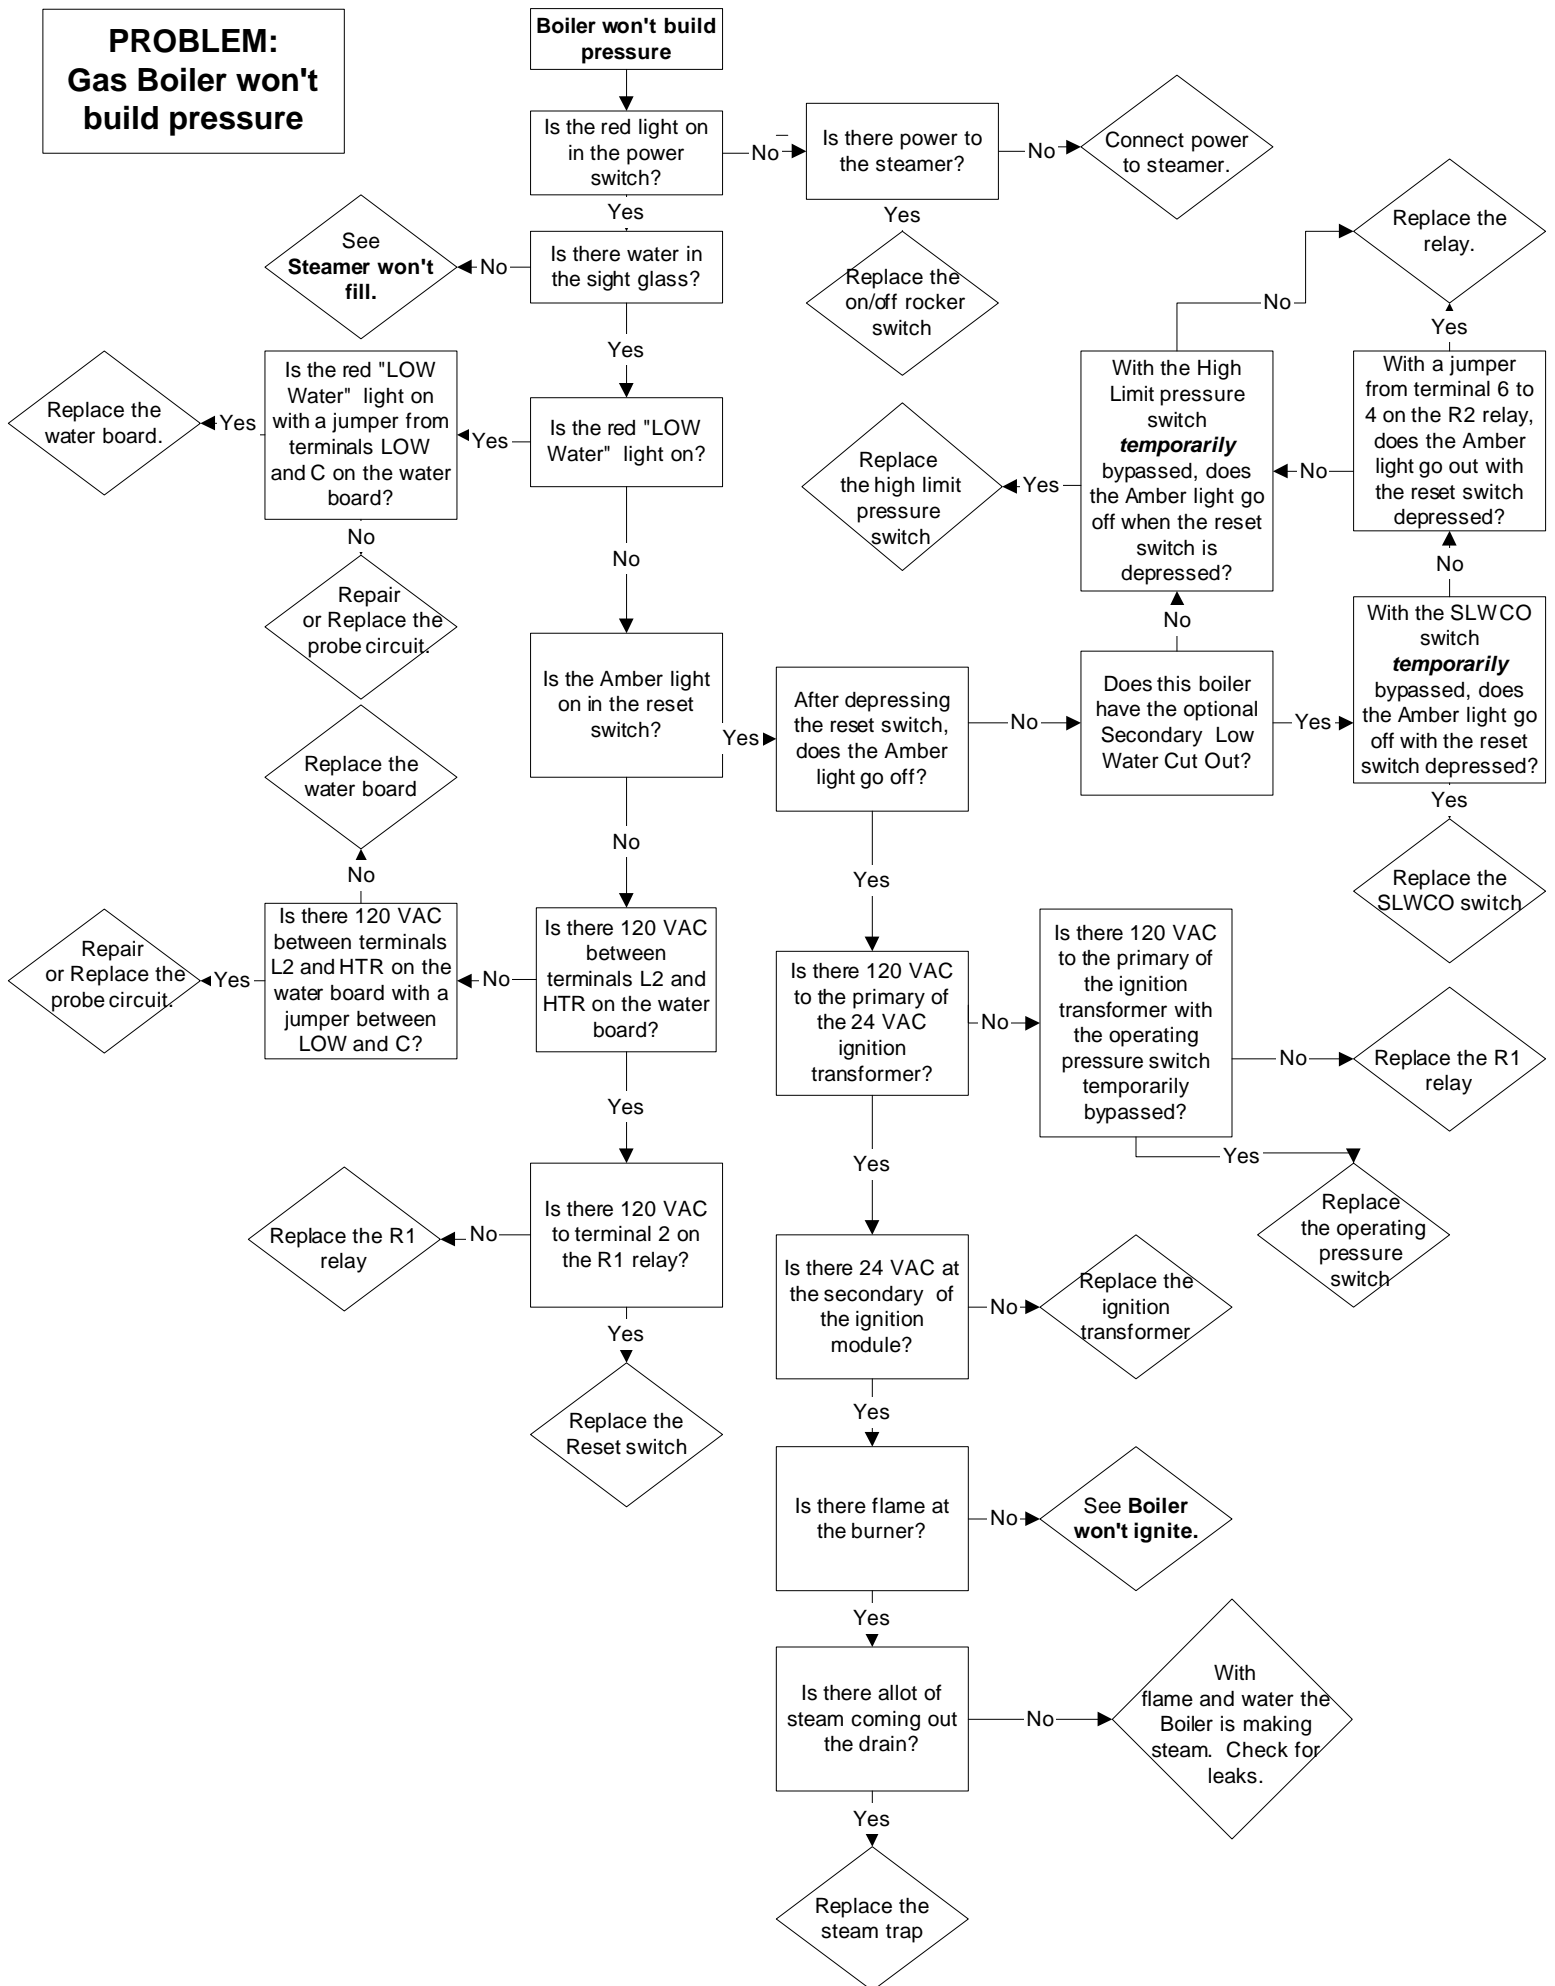 PROBLEM:
Gas Boiler won't
build pressure
Boiler won't build
pressure
Is the red light on
in the power
switch?
No
Is there power to
the steamer?
No
Connect power
to steamer.
Yes
Yes
Replace the
on/off rocker
switch
Is there water in
the sight glass?
No
See
Steamer won't
fill.
Yes
Is the red "LOW
Water" light on?
Yes
Is the red "LOW
Water" light on
with a jumper from
terminals LOW
and C on the water
board?
Yes
Replace the
water board.
No
Repair
or Replace the
probe circuit.
No
Is the Amber light
on in the reset
switch?
Yes
After depressing
the reset switch,
does the Amber
light go off?
No
Does this boiler
have the optional
Secondary Low
Water Cut Out?
Yes
With the SLWCO
switch
temporarily
bypassed, does
the Amber light go
off with the reset
switch depressed?
Yes
Replace the
SLWCO switch
No
With a jumper
from terminal 6 to
4 on the R2 relay,
does the Amber
light go out with
the reset switch
depressed?
Yes
Replace the
relay.
No
No
With the High
Limit pressure
switch
temporarily
bypassed, does
the Amber light go
off when the reset
switch is
depressed?
No
Yes
Replace
the high limit
pressure
switch
No
Is there 120 VAC
between
terminals L2 and
HTR on the water
board?
No
Is there 120 VAC
between terminals
L2 and HTR on the
water board with a
jumper between
LOW and C?
No
Replace the
water board
Yes
Repair
or Replace the
probe circuit.
Yes
Is there 120 VAC
to terminal 2 on
the R1 relay?
No
Replace the R1
relay
Yes
Replace the
Reset switch
Yes
Is there 120 VAC
to the primary of
the 24 VAC
ignition
transformer?
No
Is there 120 VAC
to the primary of
the ignition
transformer with
the operating
pressure switch
temporarily
bypassed?
No
Replace the R1
relay
Yes
Replace
the operating
pressure
switch
Yes
Is there 24 VAC at
the secondary of
the ignition
module?
No
Replace the
ignition
transformer
Yes
Is there flame at
the burner?
No
See Boiler
won't ignite.
Yes
Is there allot of
steam coming out
the drain?
No
With
flame and water the
Boiler is making
steam. Check for
leaks.
Yes
Replace the
steam trap